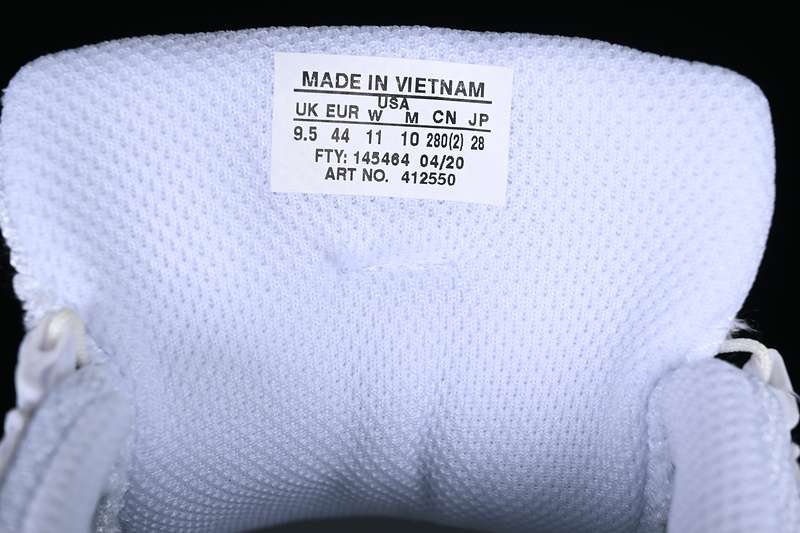 MADE IN VIETNAM
USA
UK EUR W M CN JP
9.5 44 11 10 280(2) 28
FTY: 145464 04/20
ART NO. 412550